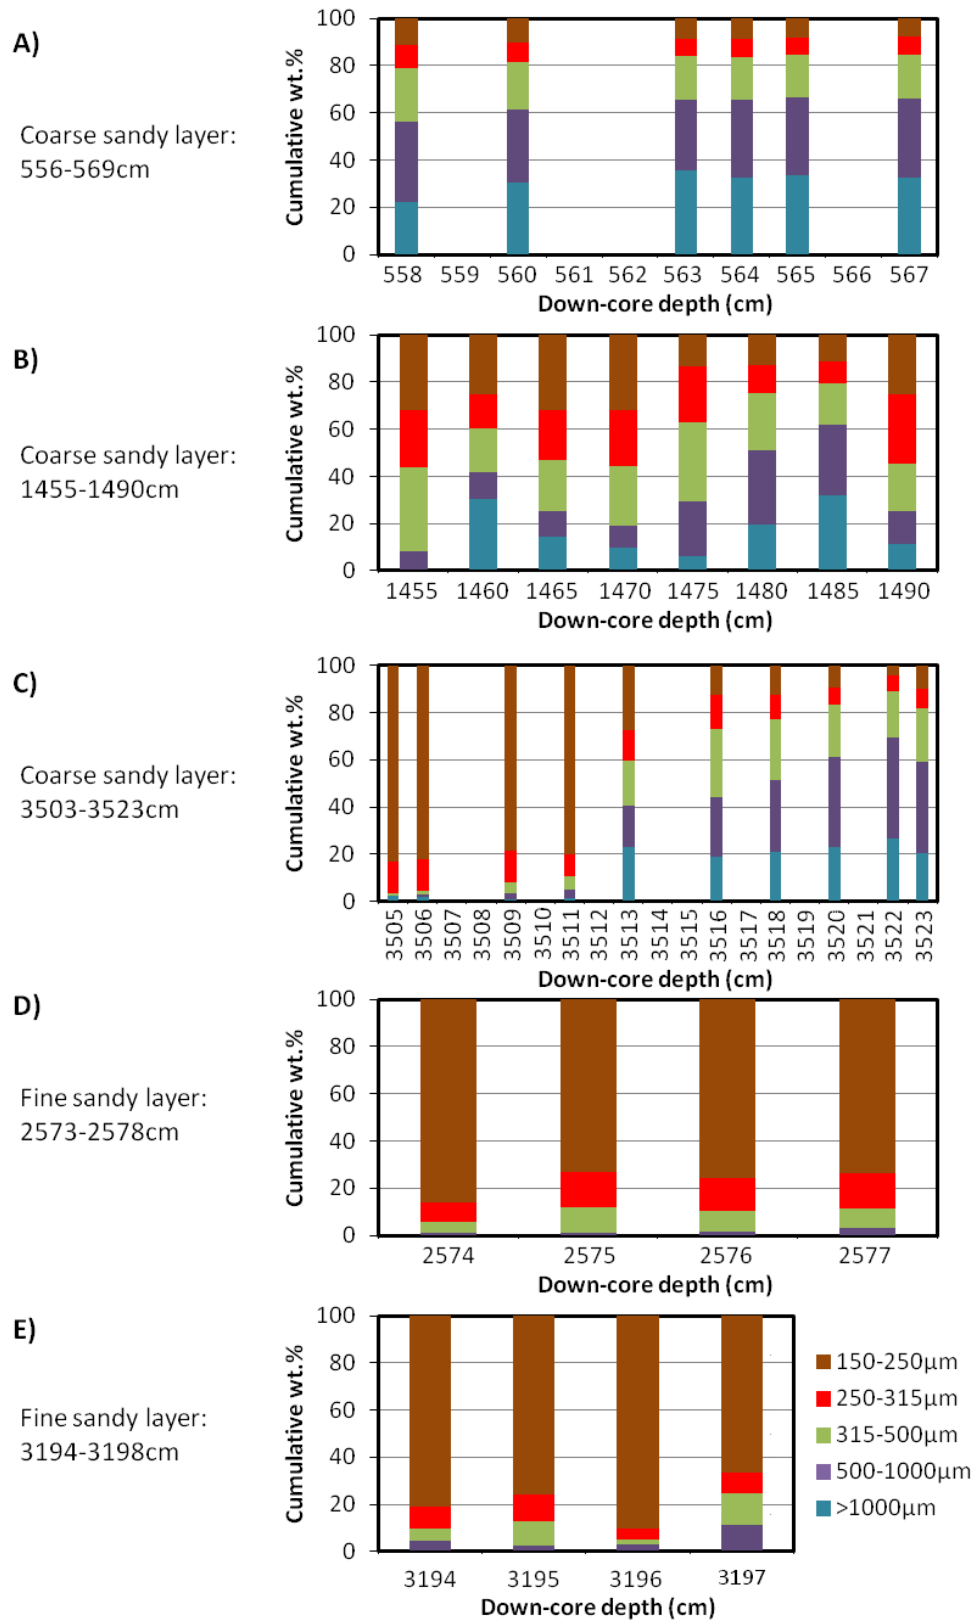 A)
Coarse sandy layer:
556-569cm
Cumulative wt.%
100
80
60
40
20
0
558 559 560 561 562 563 564 565 566 567
Down-core depth (cm)
B)
Coarse sandy layer:
1455-1490cm
Cumulative wt.%
100
80
60
40
20
0
1455 1460 1465 1470 1475 1480 1485 1490
Down-core depth (cm)
C)
Coarse sandy layer:
3503-3523cm
Cumulative wt.%
100
80
60
40
20
0
3505 3506 3507 3508 3509 3510 3511 3512 3513 3514 3515 3516 3517 3518 3519 3520 3521 3522 3523
Down-core depth (cm)
D)
Fine sandy layer:
2573-2578cm
Cumulative wt.%
100
80
60
40
20
0
2574 2575 2576 2577
Down-core depth (cm)
E)
Fine sandy layer:
3194-3198cm
Cumulative wt.%
100
80
60
40
20
0
3194 3195 3196 3197
Down-core depth (cm)
150-250µm
250-315µm
315-500µm
500-1000µm
>1000µm